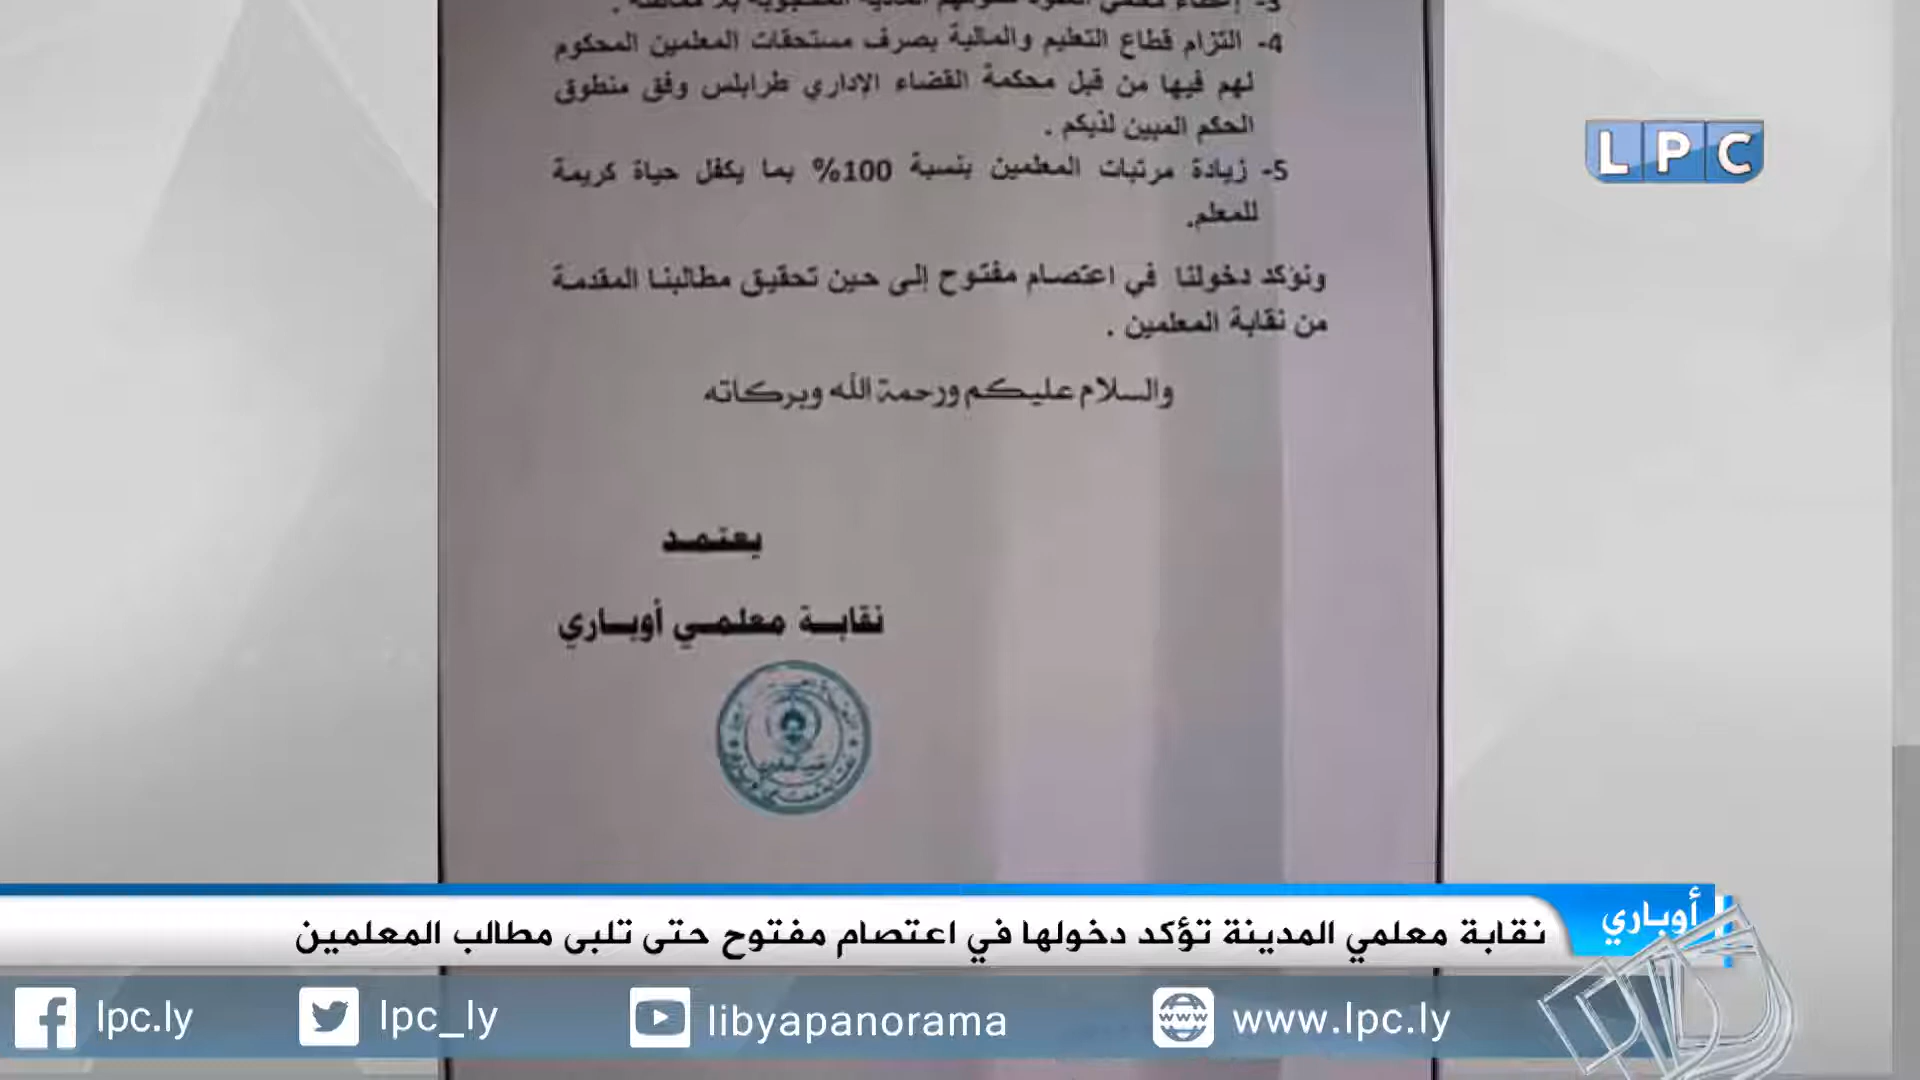 4- التزام قطاع التعليم والمالية بصرف مستحقات المعلمين المحكوم
لهم فيها من قبل محكمة القضاء الإداري طرابلس وفق منطوق
الحكم المبين لذيكم .
5- زيادة مرتبات المعلمين بنسبة 100% بما يكفل حياة كريمة
للمعلم.
ونؤكد دخولنا في اعتصام مفتوح إلى حين تحقيق مطالبنا المقدمة
من نقابة المعلمين .
والسلام عليكم ورحمة الله وبركاته
يعتمد
نقابة معلمي أوباري
LPC
أوباري
نقابة معلمي المدينة تؤكد دخولها في اعتصام مفتوح حتى تلبى مطالب المعلمين
lpc.ly
lpc_ly
libyapanorama
www.lpc.ly